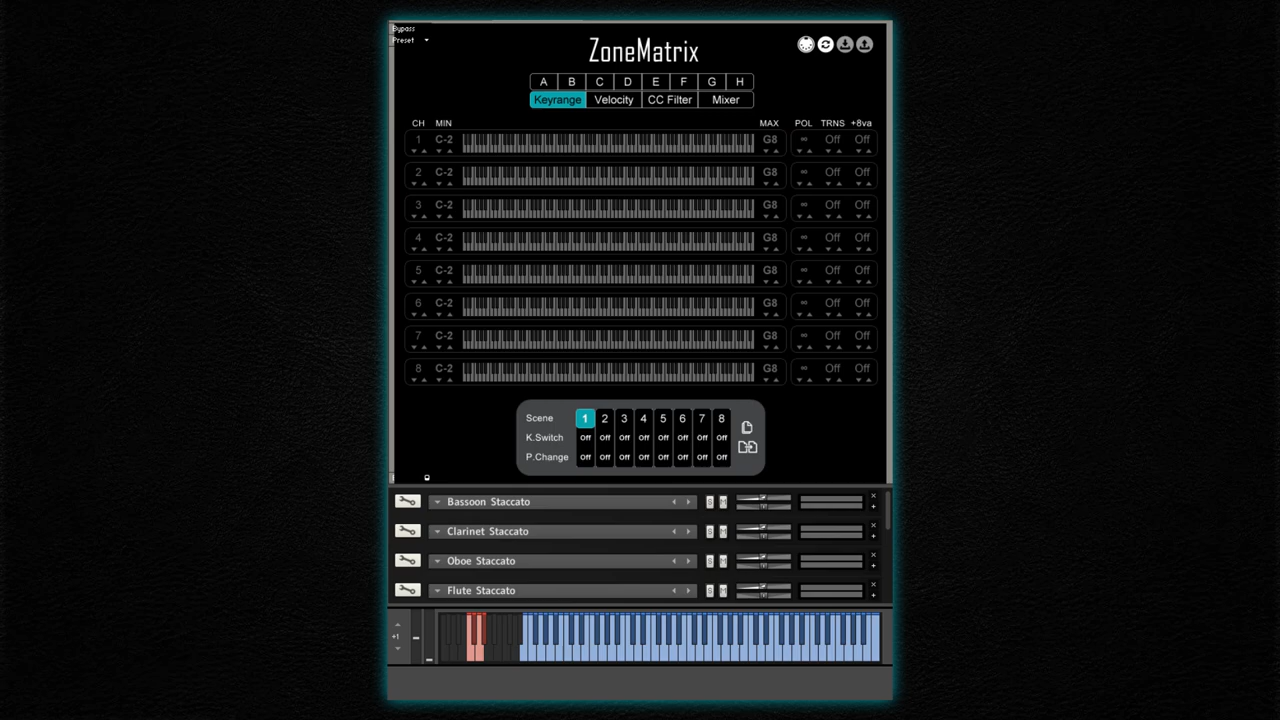 Bypass
Preset
ZoneMatrix
A B C D E F G H
Keyrange Velocity CC Filter Mixer
CH MIN MAX POL TRNS +8va
1 C-2 G8 ∞ Off Off
2 C-2 G8 ∞ Off Off
3 C-2 G8 ∞ Off Off
4 C-2 G8 ∞ Off Off
5 C-2 G8 ∞ Off Off
6 C-2 G8 ∞ Off Off
7 C-2 G8 ∞ Off Off
8 C-2 G8 ∞ Off Off
Scene 1 2 3 4 5 6 7 8
K.Switch Off Off Off Off Off Off Off Off
P.Change Off Off Off Off Off Off Off Off
Bassoon Staccato S M
Clarinet Staccato S M
Oboe Staccato S M
Flute Staccato S M
+1